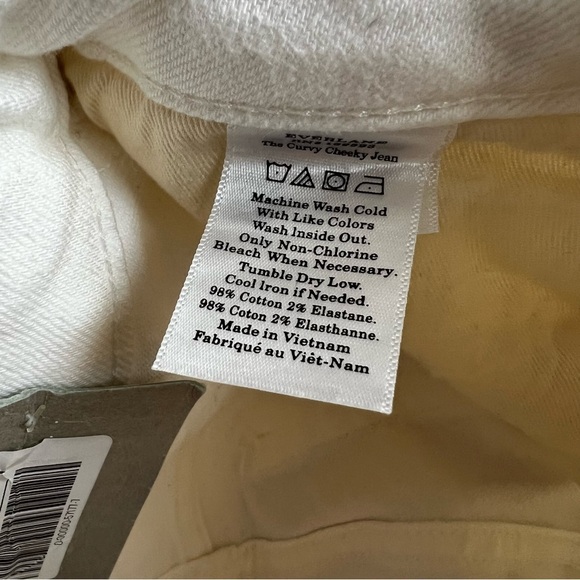 EVERLANE
The Curvy Cheeky Jean
Machine Wash Cold
With Like Colors
Wash Inside Out.
Only Non-Chlorine
Bleach When Necessary.
Tumble Dry Low.
Cool Iron if Needed.
98% Cotton 2% Elastane.
98% Cotton 2% Elasthanne.
Made in Vietnam
Fabriqué au Viêt-Nam